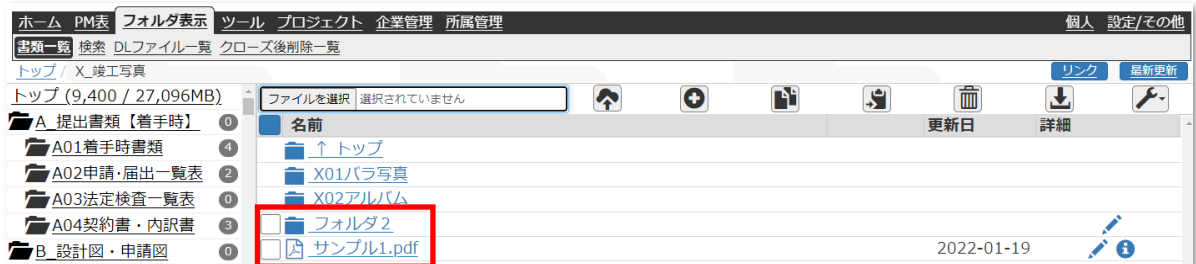 ホーム PM表 フォルダ表示 ツール プロジェクト 企業管理 所属管理 個人 設定/その他
書類一覧 検索 DLファイル一覧 クローズ後削除一覧
トップ / X_竣工写真 リンク 最新更新
トップ (9,400 / 27,096MB) ファイルを選択 選択されていません
A_提出書類【着手時】 0 名前 更新日 詳細
A01着手時書類 4 ↑ トップ
A02申請・届出一覧表 2 X01バラ写真
A03法定検査一覧表 0 X02アルバム
A04契約書・内訳書 3 フォルダ2
B_設計図・申請図 0 サンプル1.pdf 2022-01-19